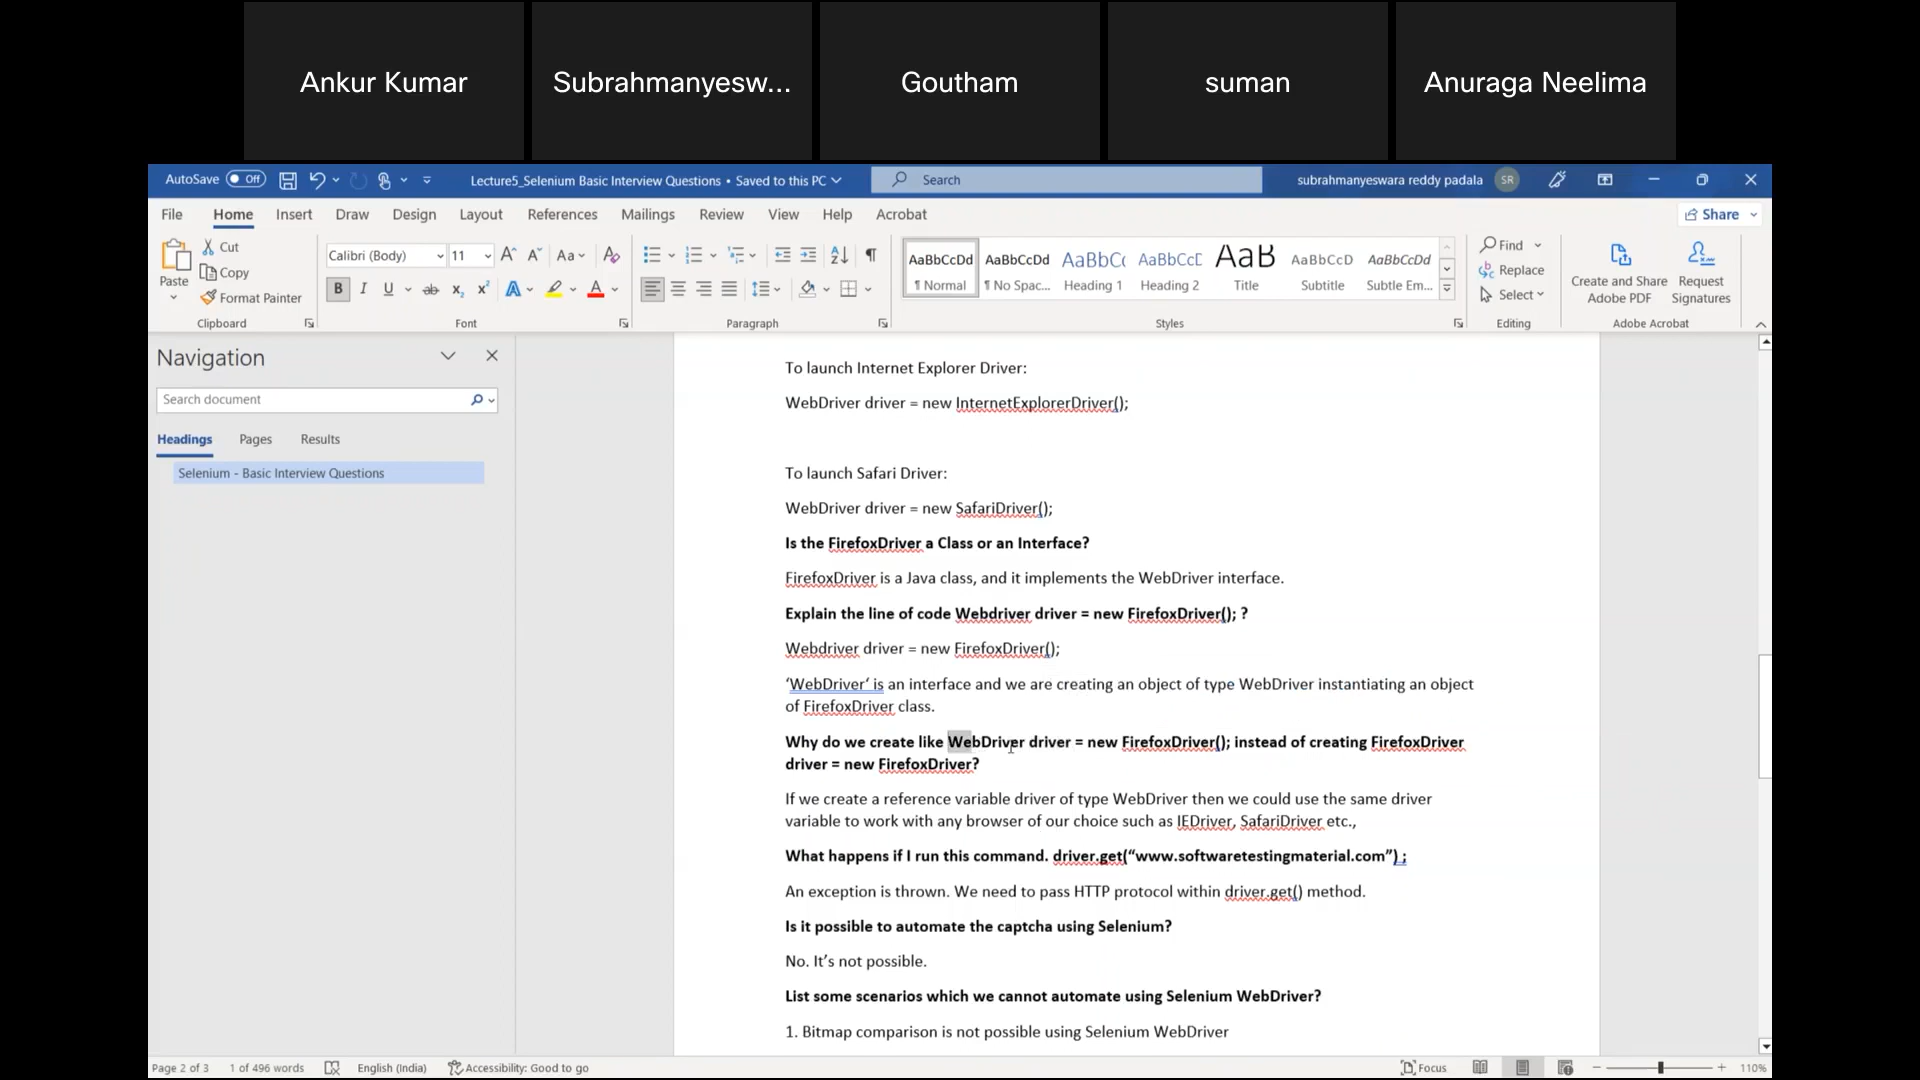 Ankur Kumar
Subrahmanyesw...
Goutham
suman
Anuraga Neelima
AutoSave Off
Lecture5_Selenium Basic Interview Questions • Saved to this PC
Search
subrahmanyeswara reddy padala SR
File Home Insert Draw Design Layout References Mailings Review View Help Acrobat
Share
Paste
Cut
Copy
Format Painter
Clipboard
Calibri (Body) 11
Font
Paragraph
AaBbCcDd AaBbCcDd AaBbCc AaBbCcD AaB AaBbCcD AaBbCcDd
¶ Normal ¶ No Spac... Heading 1 Heading 2 Title Subtitle Subtle Em...
Styles
Find
Replace
Select
Editing
Create and Share
Adobe PDF
Request
Signatures
Adobe Acrobat
Navigation
Search document
Headings Pages Results
Selenium - Basic Interview Questions
To launch Internet Explorer Driver:
WebDriver driver = new InternetExplorerDriver();
To launch Safari Driver:
WebDriver driver = new SafariDriver();
Is the FirefoxDriver a Class or an Interface?
FirefoxDriver is a Java class, and it implements the WebDriver interface.
Explain the line of code Webdriver driver = new FirefoxDriver(); ?
Webdriver driver = new FirefoxDriver();
‘WebDriver‘ is an interface and we are creating an object of type WebDriver instantiating an object
of FirefoxDriver class.
Why do we create like WebDriver driver = new FirefoxDriver(); instead of creating FirefoxDriver
driver = new FirefoxDriver?
If we create a reference variable driver of type WebDriver then we could use the same driver
variable to work with any browser of our choice such as IEDriver, SafariDriver etc.,
What happens if I run this command. driver.get(“www.softwaretestingmaterial.com”) ;
An exception is thrown. We need to pass HTTP protocol within driver.get() method.
Is it possible to automate the captcha using Selenium?
No. It’s not possible.
List some scenarios which we cannot automate using Selenium WebDriver?
1. Bitmap comparison is not possible using Selenium WebDriver
Page 2 of 3 1 of 496 words English (India) Accessibility: Good to go
Focus
110%